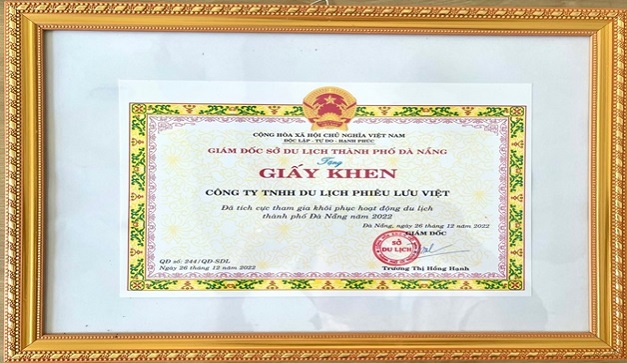 CỘNG HÒA XÃ HỘI CHỦ NGHĨA VIỆT NAM
ĐỘC LẬP - TỰ DO - HẠNH PHÚC
GIÁM ĐỐC SỞ DU LỊCH THÀNH PHỐ ĐÀ NẴNG
Tặng
GIẤY KHEN
CÔNG TY TNHH DU LỊCH PHIÊU LƯU VIỆT
Đã tích cực tham gia khôi phục hoạt động du lịch
thành phố Đà Nẵng năm 2022
Đà Nẵng, ngày 26 tháng 12 năm 2022
GIÁM ĐỐC
SỞ
DU LỊCH
QĐ số: 244/QĐ-SDL
Ngày 26 tháng 12 năm 2022
Trương Thị Hồng Hạnh